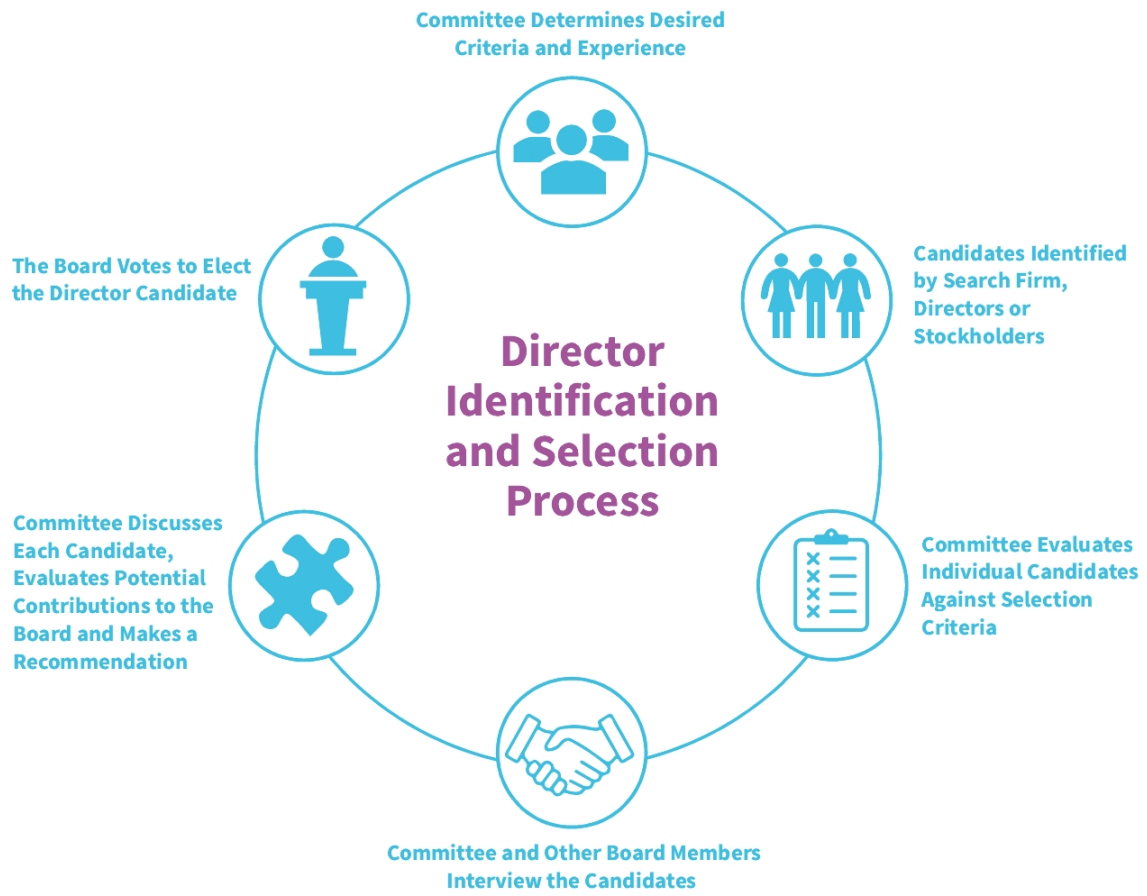 Committee Determines Desired
Criteria and Experience
Candidates Identified
by Search Firm,
Directors or
Stockholders
Committee Evaluates
Individual Candidates
Against Selection
Criteria
Committee and Other Board Members
Interview the Candidates
Committee Discusses
Each Candidate,
Evaluates Potential
Contributions to the
Board and Makes a
Recommendation
The Board Votes to Elect
the Director Candidate
Director
Identification
and Selection
Process